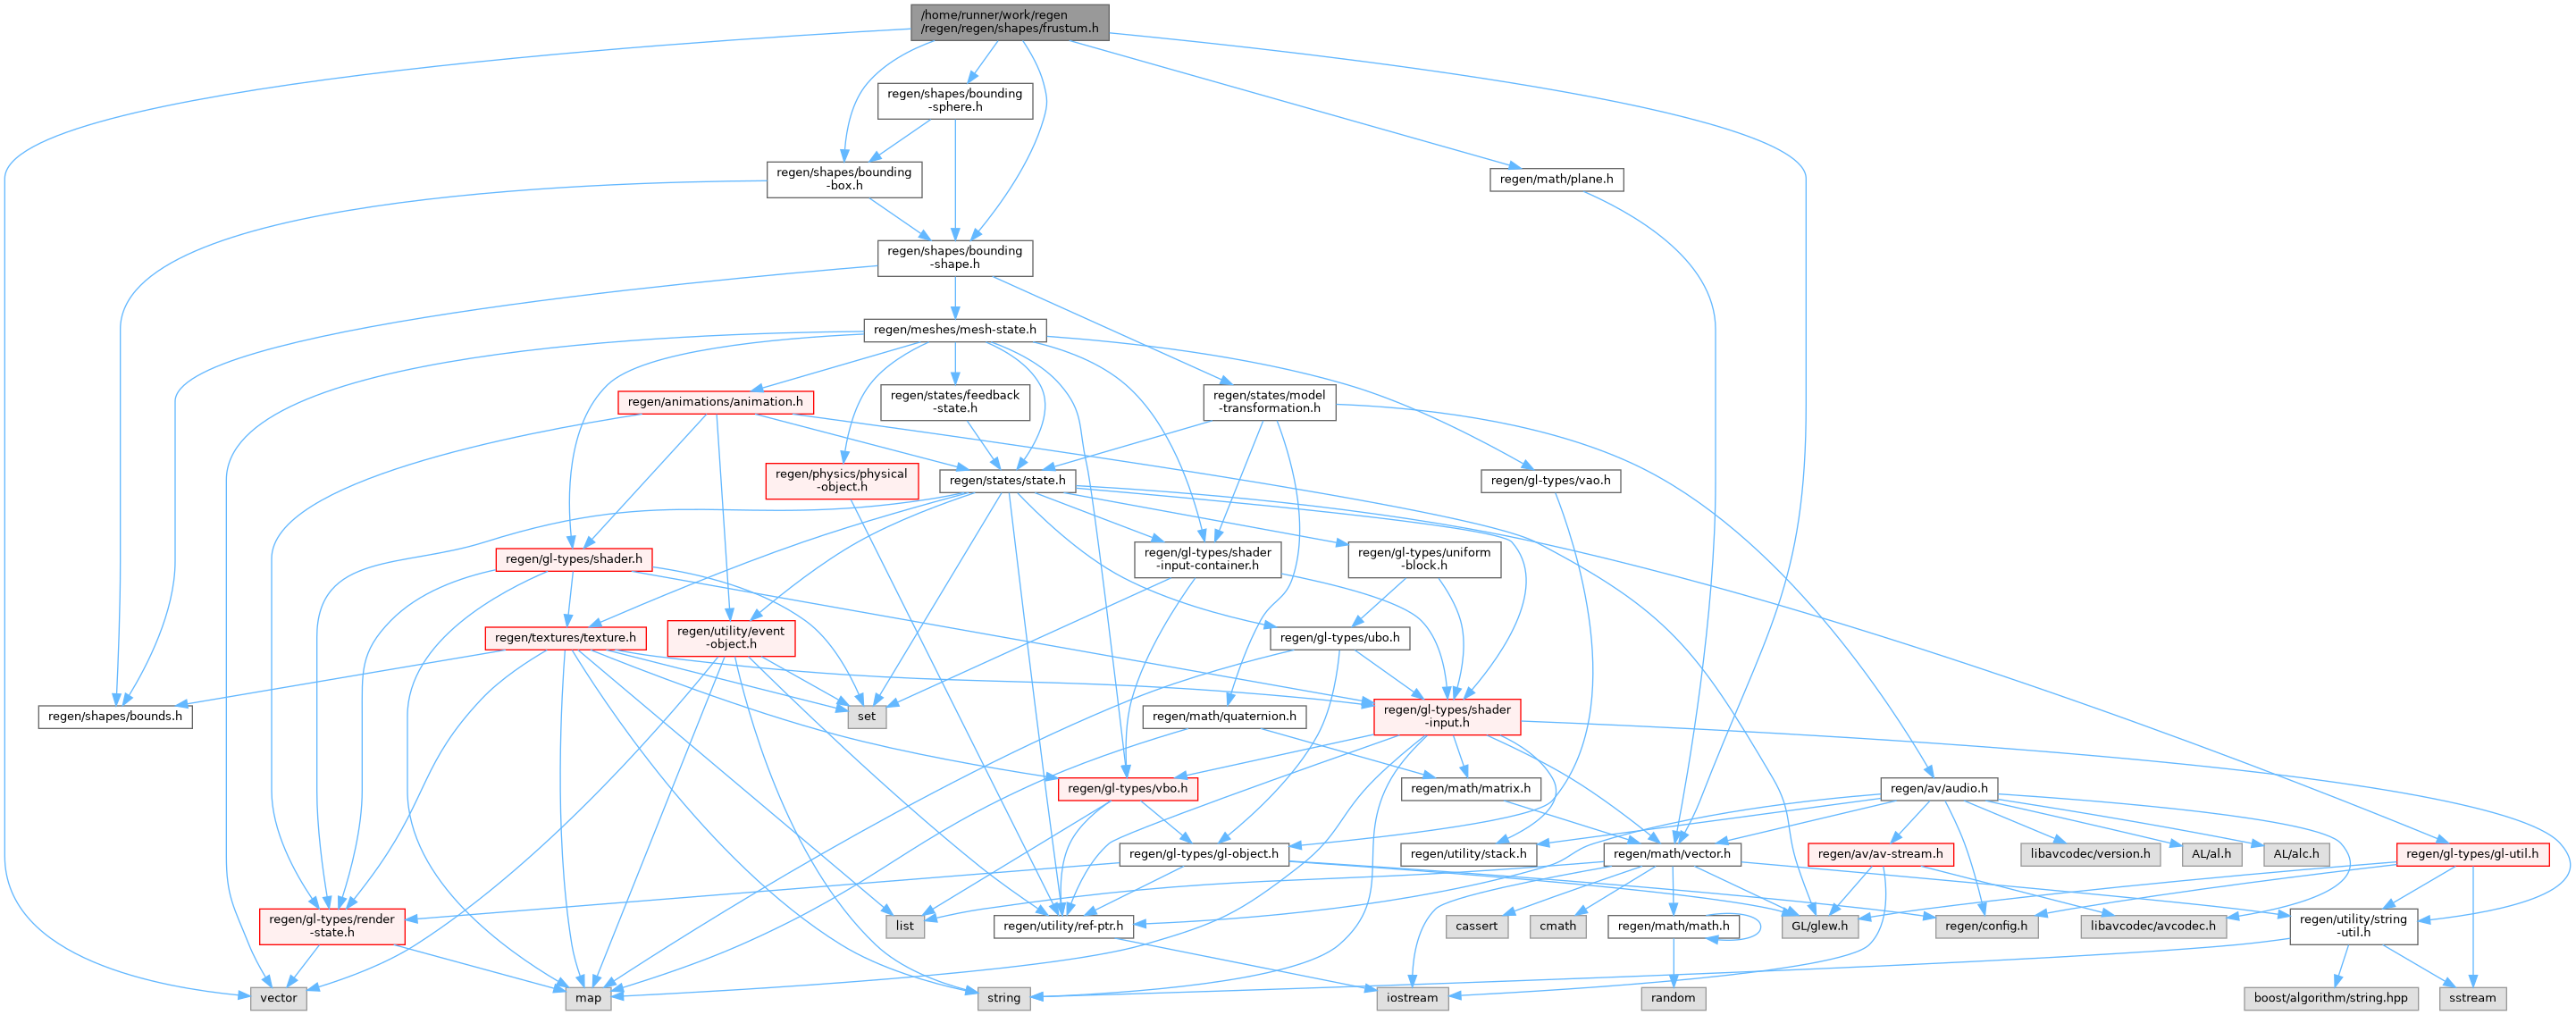 /home/runner/work/regen
/regen/regen/shapes/frustum.h
regen/shapes/bounding
-sphere.h
regen/shapes/bounding
-box.h
regen/math/plane.h
regen/shapes/bounding
-shape.h
regen/meshes/mesh-state.h
regen/animations/animation.h
regen/states/feedback
-state.h
regen/states/model
-transformation.h
regen/physics/physical
-object.h
regen/states/state.h
regen/gl-types/vao.h
regen/gl-types/shader.h
regen/gl-types/shader
-input-container.h
regen/gl-types/uniform
-block.h
regen/textures/texture.h
regen/utility/event
-object.h
regen/gl-types/ubo.h
regen/shapes/bounds.h
set
regen/math/quaternion.h
regen/gl-types/shader
-input.h
regen/gl-types/vbo.h
regen/math/matrix.h
regen/av/audio.h
regen/gl-types/gl-object.h
regen/utility/stack.h
regen/math/vector.h
regen/av/av-stream.h
libavcodec/version.h
AL/al.h
AL/alc.h
regen/gl-types/gl-util.h
regen/gl-types/render
-state.h
list
regen/utility/ref-ptr.h
cassert
cmath
regen/math/math.h
GL/glew.h
regen/config.h
libavcodec/avcodec.h
regen/utility/string
-util.h
vector
map
string
iostream
random
boost/algorithm/string.hpp
sstream